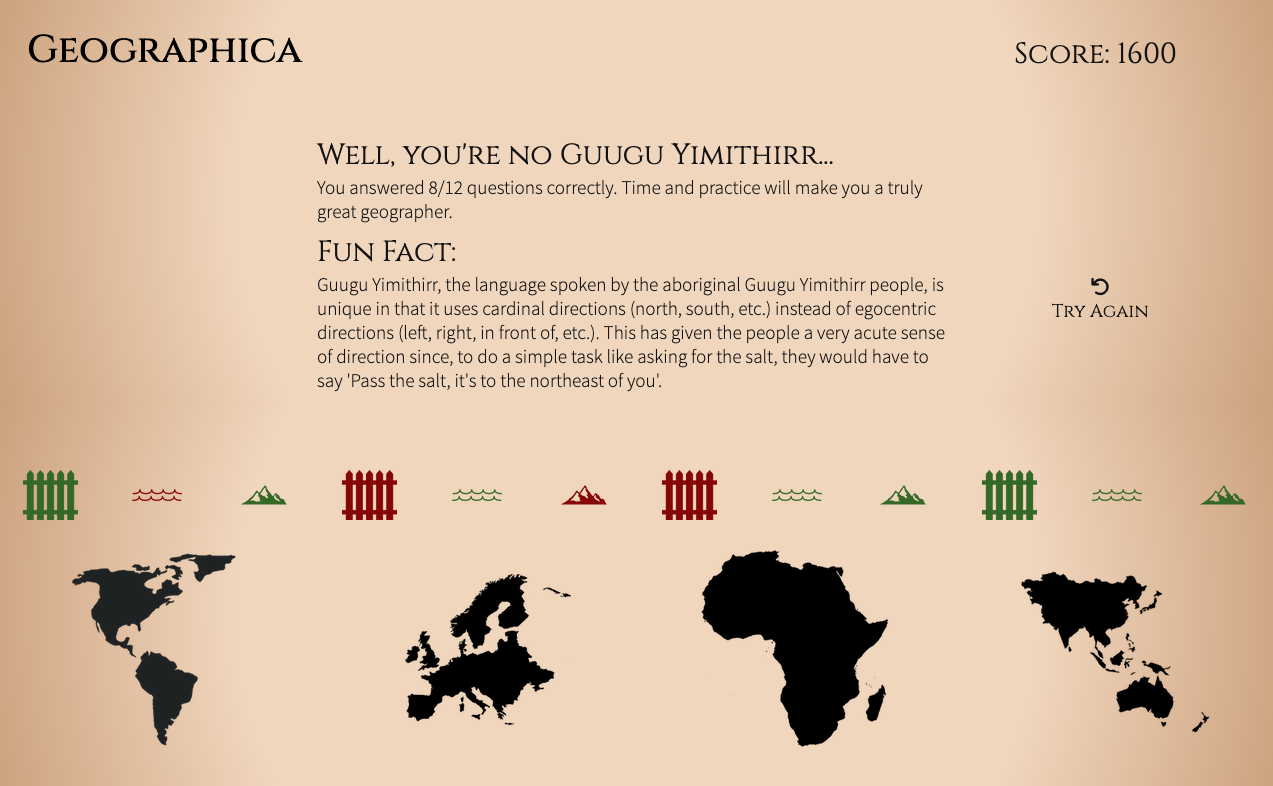 Geographica
Score: 1600
Well, you're no Guugu Yimithirr...
You answered 8/12 questions correctly. Time and practice will make you a truly
great geographer.
Fun Fact:
Guugu Yimithirr, the language spoken by the aboriginal Guugu Yimithirr people, is
unique in that it uses cardinal directions (north, south, etc.) instead of egocentric
directions (left, right, in front of, etc.). This has given the people a very acute sense
of direction since, to do a simple task like asking for the salt, they would have to
say 'Pass the salt, it's to the northeast of you'.
Try Again